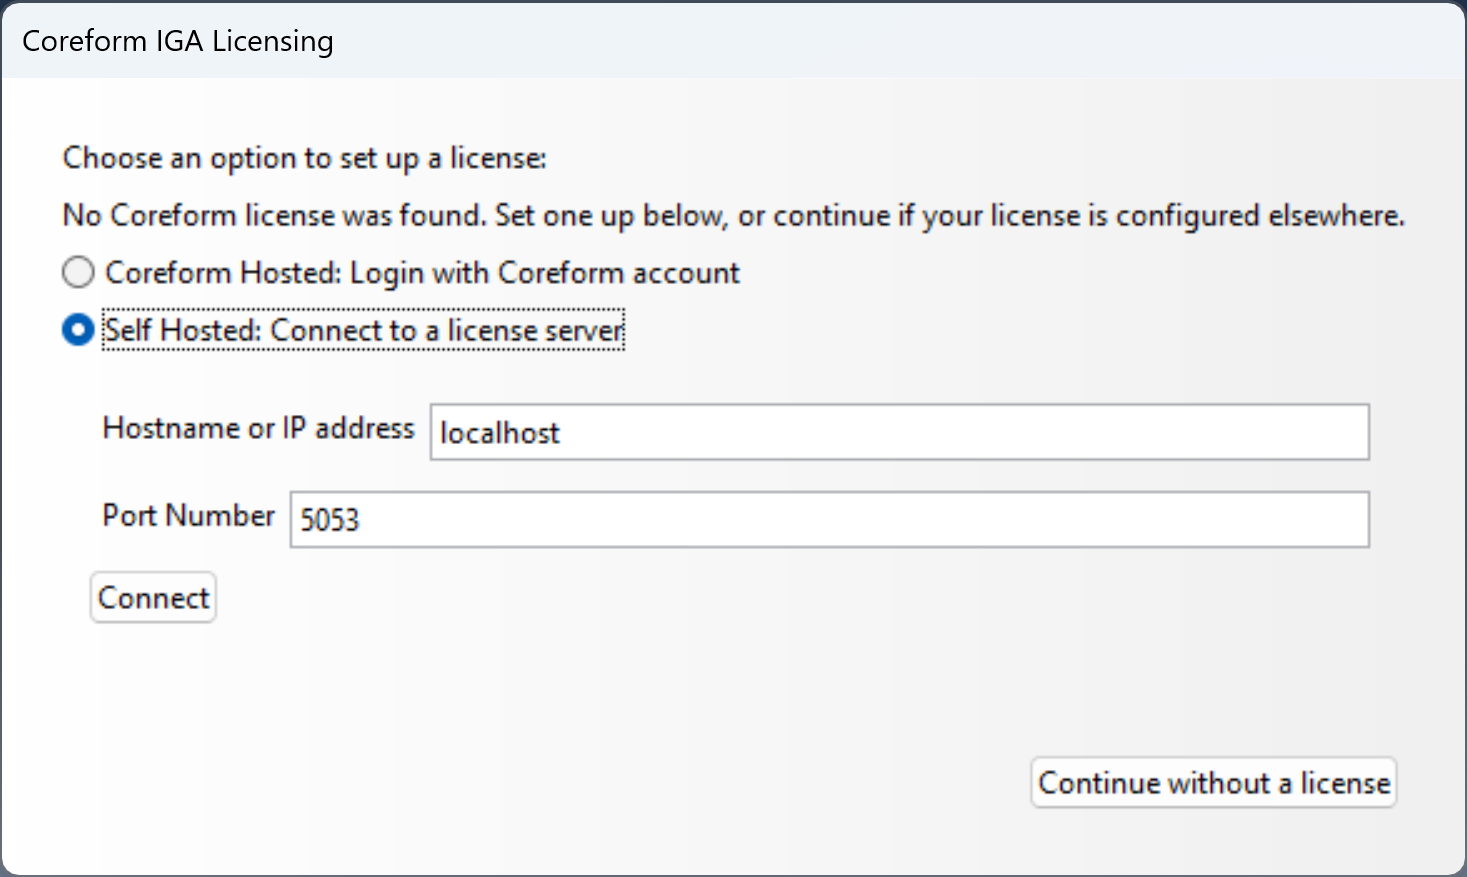 Coreform IGA Licensing
Choose an option to set up a license:
No Coreform license was found. Set one up below, or continue if your license is configured elsewhere.
Coreform Hosted: Login with Coreform account
Self Hosted: Connect to a license server
Hostname or IP address localhost
Port Number 5053
Connect
Continue without a license